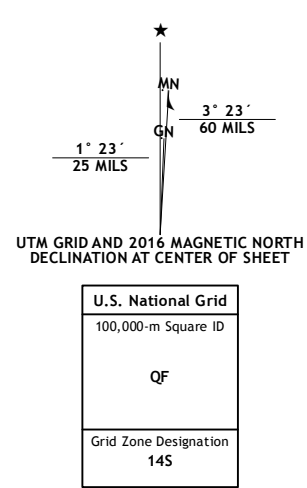 ★
MN
3° 23´
60 MILS
GN
1° 23´
25 MILS
UTM GRID AND 2016 MAGNETIC NORTH
DECLINATION AT CENTER OF SHEET
U.S. National Grid
100,000-m Square ID
QF
Grid Zone Designation
14S